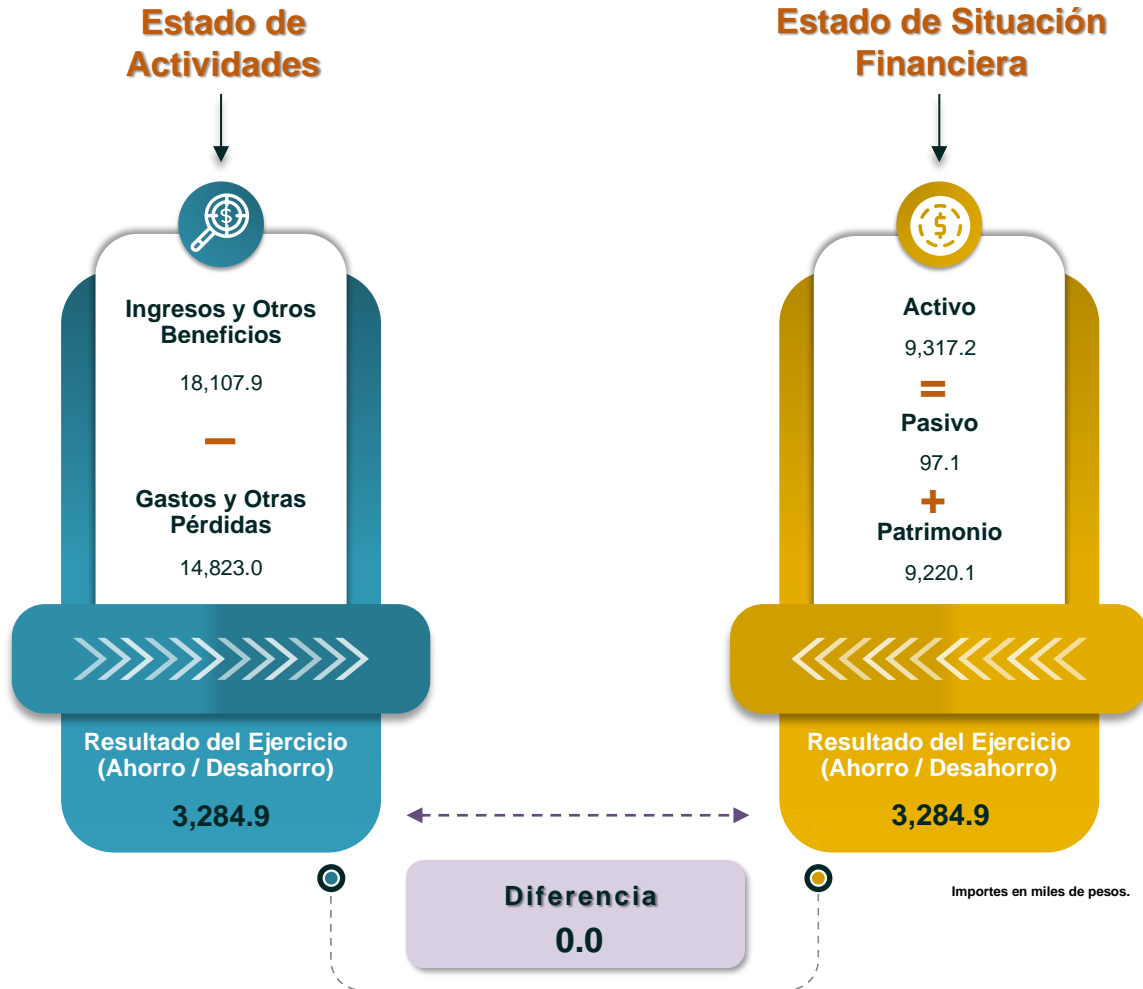 Estado de
Actividades
Ingresos y Otros
Beneficios
18,107.9
–
Gastos y Otras
Pérdidas
14,823.0
Resultado del Ejercicio
(Ahorro / Desahorro)
3,284.9
Estado de Situación
Financiera
Activo
9,317.2
=
Pasivo
97.1
+
Patrimonio
9,220.1
Resultado del Ejercicio
(Ahorro / Desahorro)
3,284.9
Diferencia
0.0
Importes en miles de pesos.